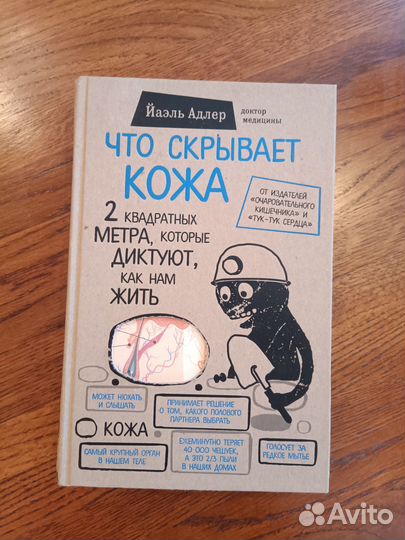 Йаэль Адлер
доктор
медицины
ЧТО СКРЫВАЕТ
КОЖА
ОТ ИЗДАТЕЛЕЙ
«ОЧАРОВАТЕЛЬНОГО
КИШЕЧНИКА» И
«ТУК-ТУК СЕРДЦА»
2 КВАДРАТНЫХ
МЕТРА, КОТОРЫЕ
ДИКТУЮТ,
КАК НАМ
ЖИТЬ
МОЖЕТ НЮХАТЬ
И СЛЫШАТЬ
ПРИНИМАЕТ РЕШЕНИЕ
О ТОМ, КАКОГО ПОЛОВОГО
ПАРТНЕРА ВЫБРАТЬ
КОЖА
САМЫЙ КРУПНЫЙ ОРГАН
В НАШЕМ ТЕЛЕ
ЕЖЕМИНУТНО ТЕРЯЕТ
40 000 ЧЕШУЕК,
А ЭТО 2/3 ПЫЛИ
В НАШИХ ДОМАХ
ГОЛОСУЕТ ЗА
РЕДКОЕ МЫТЬЕ
Avito